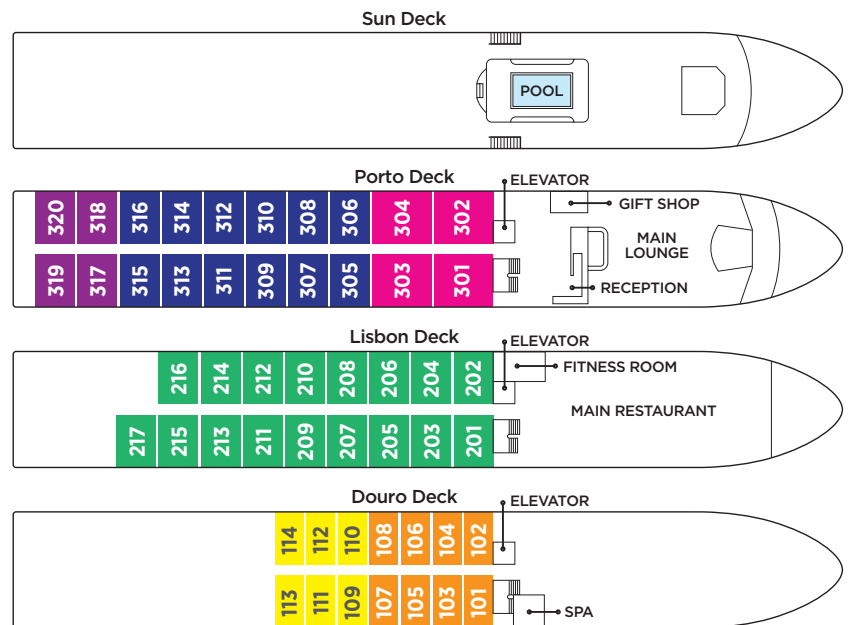 Sun Deck
POOL
Porto Deck
ELEVATOR
GIFT SHOP
MAIN
LOUNGE
RECEPTION
320 318 316 314 312 310 308 306 304 302
319 317 315 313 311 309 307 305 303 301
Lisbon Deck
ELEVATOR
FITNESS ROOM
MAIN RESTAURANT
216 214 212 210 208 206 204 202
217 215 213 211 209 207 205 203 201
Douro Deck
ELEVATOR
114 112 110 108 106 104 102
113 111 109 107 105 103 101
SPA